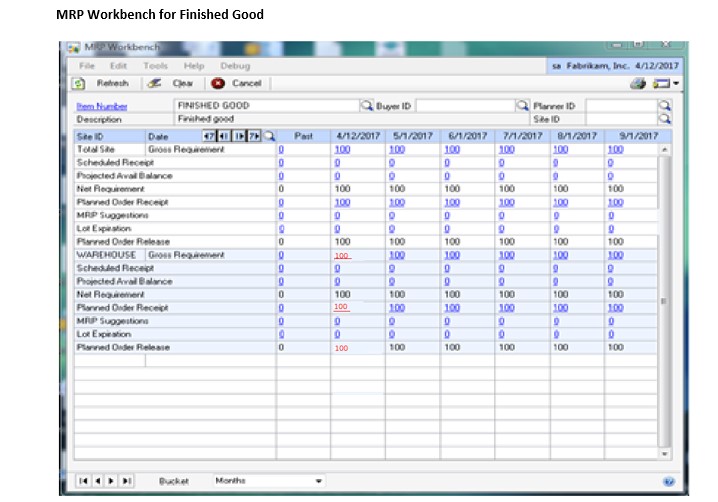 MRP Workbench for Finished Good
MRP Workbench
File Edit Tools Help Debug sa Fabrikam, Inc. 4/12/2017
Refresh Clear Cancel
Item Number FINISHED GOOD Buyer ID Planner ID
Description Finished good Site ID
Site ID Date Past 4/12/2017 5/1/2017 6/1/2017 7/1/2017 8/1/2017 9/1/2017
Total Site Gross Requirement 0 100 100 100 100 100 100
Scheduled Receipt 0 0 0 0 0 0 0
Projected Avail Balance 0 0 0 0 0 0 0
Net Requirement 0 100 100 100 100 100 100
Planned Order Receipt 0 100 100 100 100 100 100
MRP Suggestions 0 0 0 0 0 0 0
Lot Expiration 0 0 0 0 0 0 0
Planned Order Release 0 100 100 100 100 100 100
WAREHOUSE Gross Requirement 0 100 100 100 100 100 100
Scheduled Receipt 0 0 0 0 0 0 0
Projected Avail Balance 0 0 0 0 0 0 0
Net Requirement 0 100 100 100 100 100 100
Planned Order Receipt 0 100 100 100 100 100 100
MRP Suggestions 0 0 0 0 0 0 0
Lot Expiration 0 0 0 0 0 0 0
Planned Order Release 0 100 100 100 100 100 100
Bucket Months